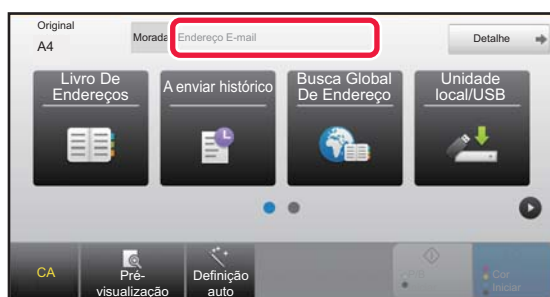 Original
A4
Morada
Endereço E-mail
Detalhe
Livro De
Endereços
A enviar histórico
Busca Global
De Endereço
Unidade
local/USB
CA
Pré-
visualização
Definição
auto
P/B
Iniciar
Cor
Iniciar